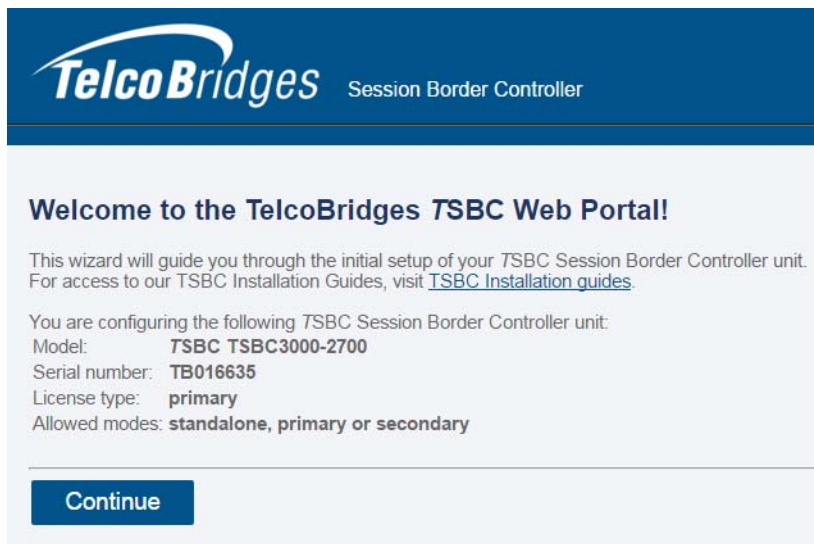 TelcoBridges Session Border Controller
Welcome to the TelcoBridges TSBC Web Portal!
This wizard will guide you through the initial setup of your TSBC Session Border Controller unit.
For access to our TSBC Installation Guides, visit TSBC Installation guides.
You are configuring the following TSBC Session Border Controller unit:
Model: TSBC TSBC3000-2700
Serial number: TB016635
License type: primary
Allowed modes: standalone, primary or secondary
Continue